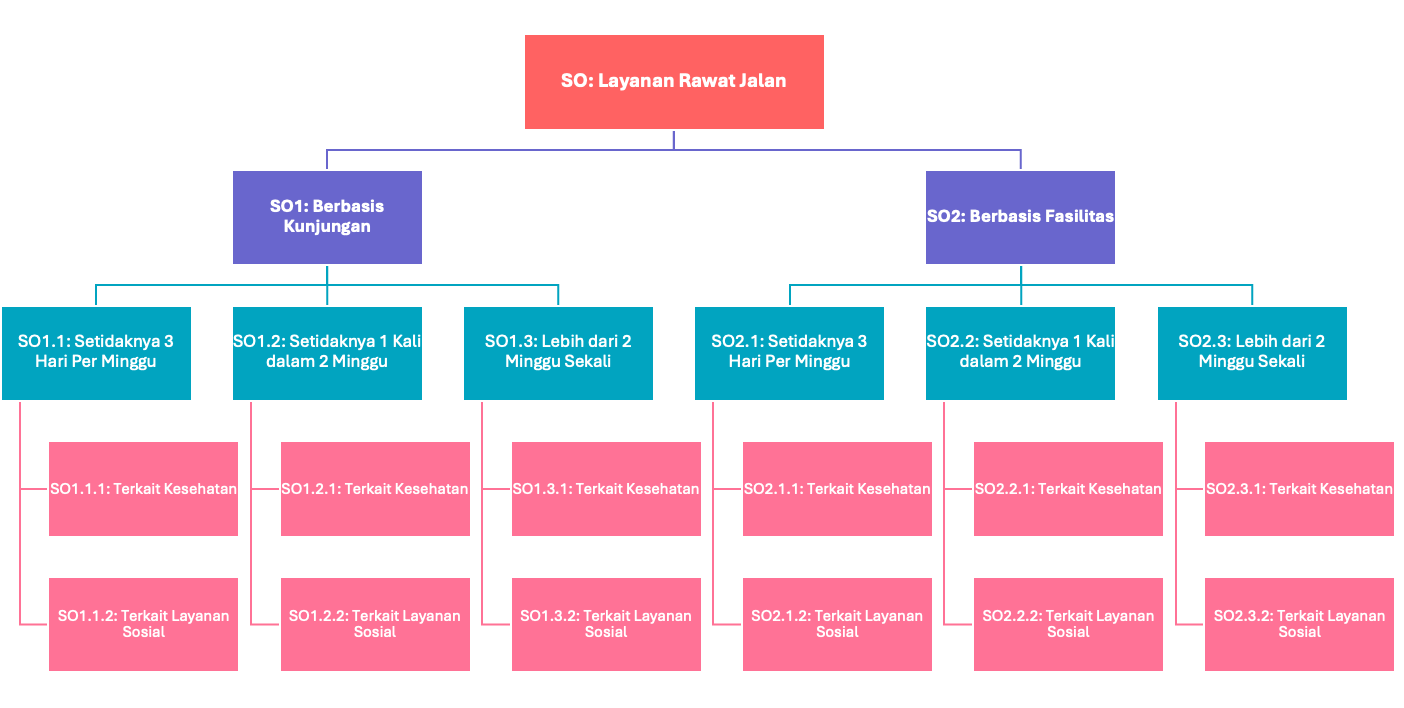 SO: Layanan Rawat Jalan
SO1: Berbasis
Kunjungan
SO2: Berbasis Fasilitas
SO1.1: Setidaknya 3
Hari Per Minggu
SO1.2: Setidaknya 1 Kali
dalam 2 Minggu
SO1.3: Lebih dari 2
Minggu Sekali
SO2.1: Setidaknya 3
Hari Per Minggu
SO2.2: Setidaknya 1 Kali
dalam 2 Minggu
SO2.3: Lebih dari 2
Minggu Sekali
SO1.1.1: Terkait Kesehatan
SO1.2.1: Terkait Kesehatan
SO1.3.1: Terkait Kesehatan
SO2.1.1: Terkait Kesehatan
SO2.2.1: Terkait Kesehatan
SO2.3.1: Terkait Kesehatan
SO1.1.2: Terkait Layanan
Sosial
SO1.2.2: Terkait Layanan
Sosial
SO1.3.2: Terkait Layanan
Sosial
SO2.1.2: Terkait Layanan
Sosial
SO2.2.2: Terkait Layanan
Sosial
SO2.3.2: Terkait Layanan
Sosial